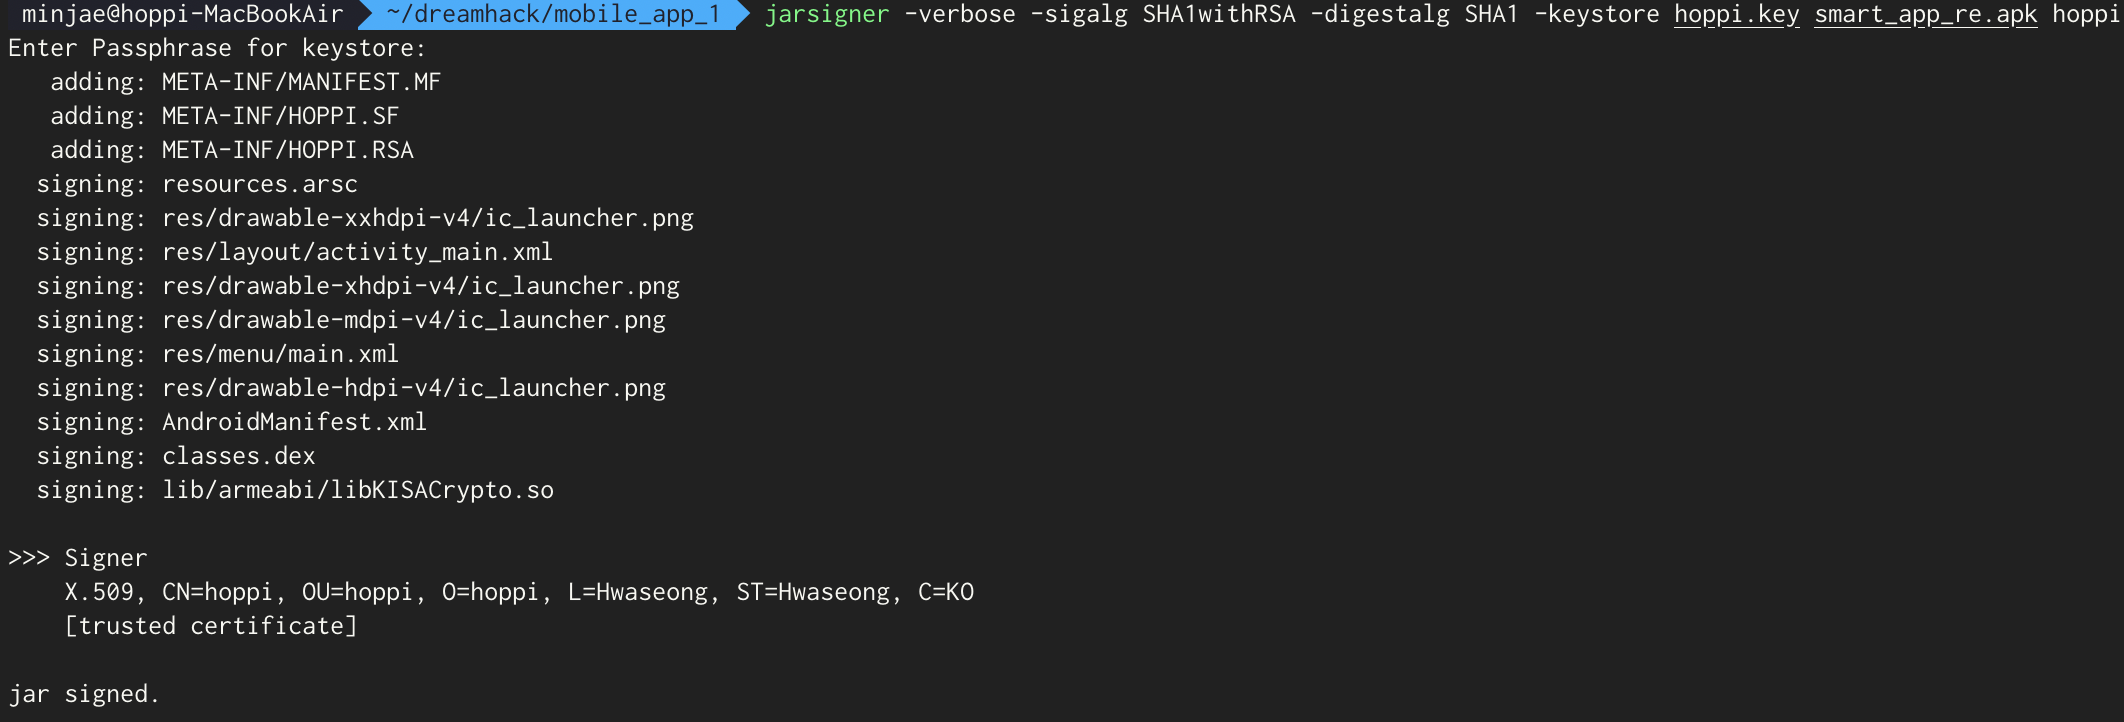 minjae@hoppi-MacBookAir ~/dreamhack/mobile_app_1 jarsigner -verbose -sigalg SHA1withRSA -digestalg SHA1 -keystore hoppi.key smart_app_re.apk hoppi
Enter Passphrase for keystore:
   adding: META-INF/MANIFEST.MF
   adding: META-INF/HOPPI.SF
   adding: META-INF/HOPPI.RSA
  signing: resources.arsc
  signing: res/drawable-xxhdpi-v4/ic_launcher.png
  signing: res/layout/activity_main.xml
  signing: res/drawable-xhdpi-v4/ic_launcher.png
  signing: res/drawable-mdpi-v4/ic_launcher.png
  signing: res/menu/main.xml
  signing: res/drawable-hdpi-v4/ic_launcher.png
  signing: AndroidManifest.xml
  signing: classes.dex
  signing: lib/armeabi/libKISACrypto.so

>>> Signer
    X.509, CN=hoppi, OU=hoppi, O=hoppi, L=Hwaseong, ST=Hwaseong, C=KO
    [trusted certificate]

jar signed.